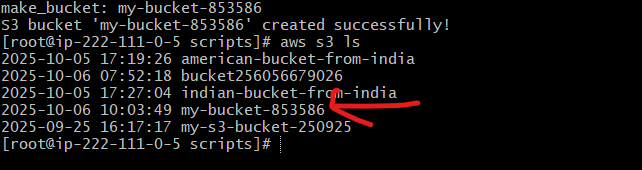 make_bucket: my-bucket-853586
S3 bucket 'my-bucket-853586' created successfully!
[root@ip-222-111-0-5 scripts]# aws s3 ls
2025-10-05 17:19:26 american-bucket-from-india
2025-10-06 07:52:18 bucket256056679026
2025-10-05 17:27:04 indian-bucket-from-india
2025-10-06 10:03:49 my-bucket-853586
2025-09-25 16:17:17 my-s3-bucket-250925
[root@ip-222-111-0-5 scripts]#